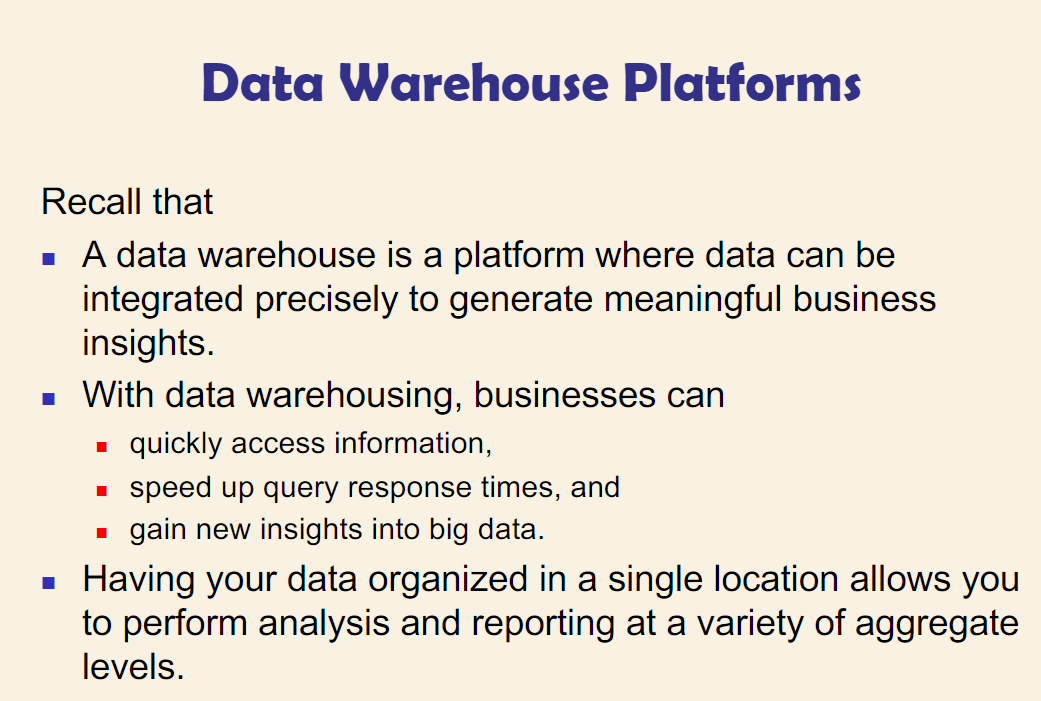 Data Warehouse Platforms
Recall that
A data warehouse is a platform where data can be
integrated precisely to generate meaningful business
insights.
With data warehousing, businesses can
quickly access information,
speed up query response times, and
gain new insights into big data.
Having your data organized in a single location allows you
to perform analysis and reporting at a variety of aggregate
levels.